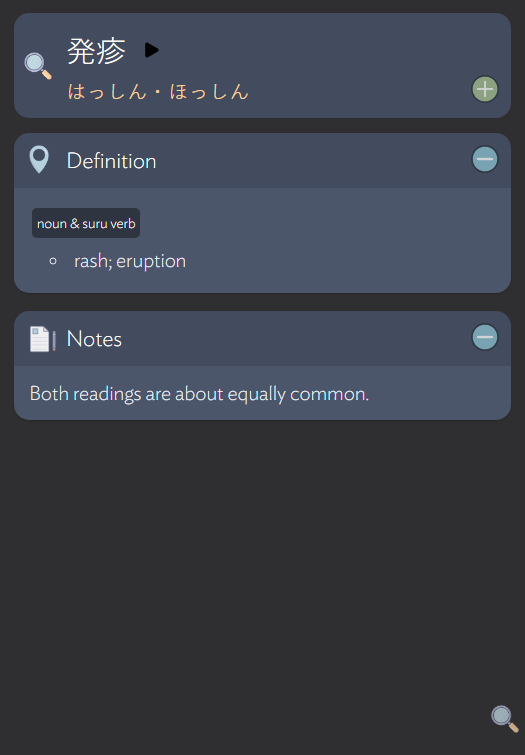 発疹
はっしん・ほっしん
Definition
noun & suru verb
rash; eruption
Notes
Both readings are about equally common.